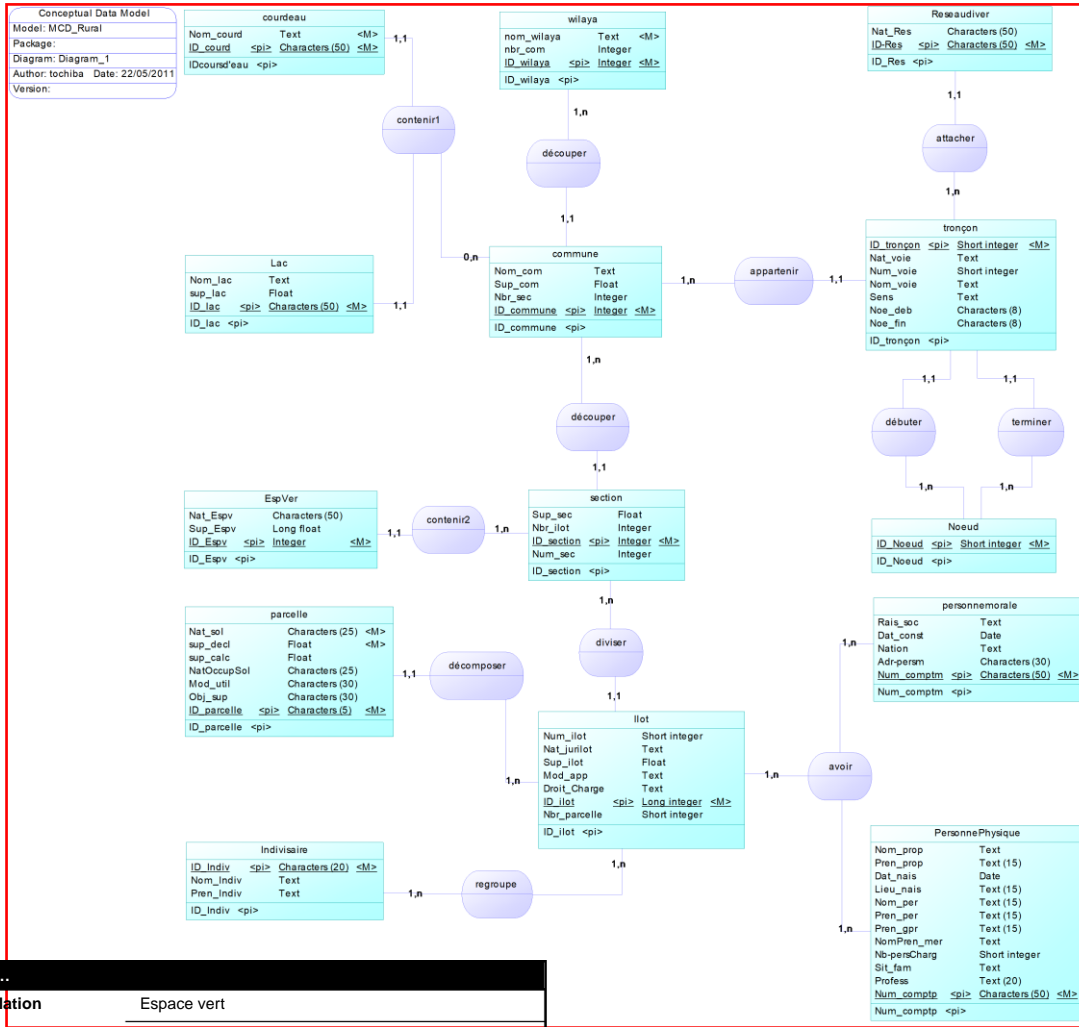 Conceptual Data Model
Model: MCD_Rural
Package:
Diagram: Diagram_1
Author: tochiba Date: 22/05/2011
Version:
courdeau
Nom_courd Text <M>
ID_courd <pi> Characters (50) <M>
IDcoursd'eau <pi>
1,1
contenir1
wilaya
nom_wilaya Text <M>
nbr_com Integer
ID_wilaya <pi> Integer <M>
ID_wilaya <pi>
1,n
découper
1,1
Reseaudiver
Nat_Res Characters (50)
ID-Res <pi> Characters (50) <M>
ID_Res <pi>
1,1
attacher
1,n
Lac
Nom_lac Text
sup_lac Float
ID_lac <pi> Characters (50) <M>
ID_lac <pi>
1,1
0,n
commune
Nom_com Text
Sup_com Float
Nbr_sec Integer
ID_commune <pi> Integer <M>
ID_commune <pi>
1,n
appartenir
1,1
tronçon
ID_tronçon <pi> Short integer <M>
Nat_voie Text
Num_voie Short integer
Nom_voie Text
Sens Text
Noe_deb Characters (8)
Noe_fin Characters (8)
ID_tronçon <pi>
1,n
découper
1,1
1,1
1,1
débuter
terminer
1,n
1,n
EspVer
Nat_Espv Characters (50)
Sup_Espv Long float
ID_Espv <pi> Integer <M>
ID_Espv <pi>
1,1
contenir2
1,n
section
Sup_sec Float
Nbr_ilot Integer
ID_section <pi> Integer <M>
Num_sec Integer
ID_section <pi>
Noeud
ID_Noeud <pi> Short integer <M>
ID_Noeud <pi>
1,n
diviser
1,1
parcelle
Nat_sol Characters (25) <M>
sup_decl Float <M>
sup_calc Float
NatOccupSol Characters (25)
Mod_util Characters (30)
Obj_sup Characters (30)
ID_parcelle <pi> Characters (5) <M>
ID_parcelle <pi>
1,1
décomposer
1,n
personnemorale
Rais_soc Text
Dat_const Date
Nation Text
Adr-persm Characters (30)
Num_comptm <pi> Characters (50) <M>
Num_comptm <pi>
1,n
Ilot
Num_ilot Short integer
Nat_jurilot Text
Sup_ilot Float
Mod_app Text
Droit_Charge Text
ID_ilot <pi> Long integer <M>
Nbr_parcelle Short integer
ID_ilot <pi>
1,n
avoir
1,n
Indivisaire
ID_Indiv <pi> Characters (20) <M>
Nom_Indiv Text
Pren_Indiv Text
ID_Indiv <pi>
1,n
regroupe
1,n
PersonnePhysique
Nom_prop Text
Pren_prop Text (15)
Dat_nais Date
Lieu_nais Text (15)
Nom_per Text (15)
Pren_per Text (15)
Pren_gpr Text (15)
NomPren_mer Text
Nb-persCharg Short integer
Sit_fam Text
Profess Text (20)
Num_comptp <pi> Characters (50) <M>
Num_comptp <pi>
..
lation Espace vert